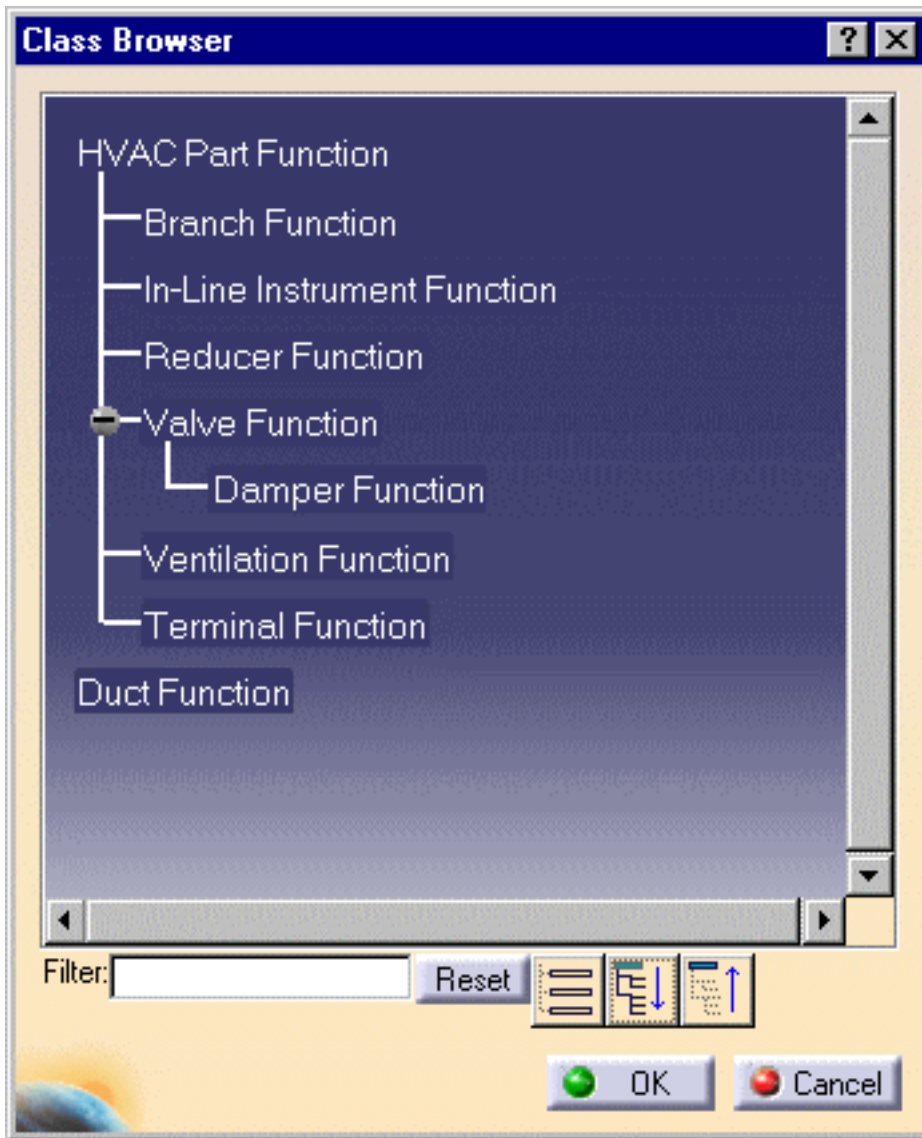 Class Browser
HVAC Part Function
Branch Function
In-Line Instrument Function
Reducer Function
Valve Function
Damper Function
Ventilation Function
Terminal Function
Duct Function
Filter: Reset
OK Cancel